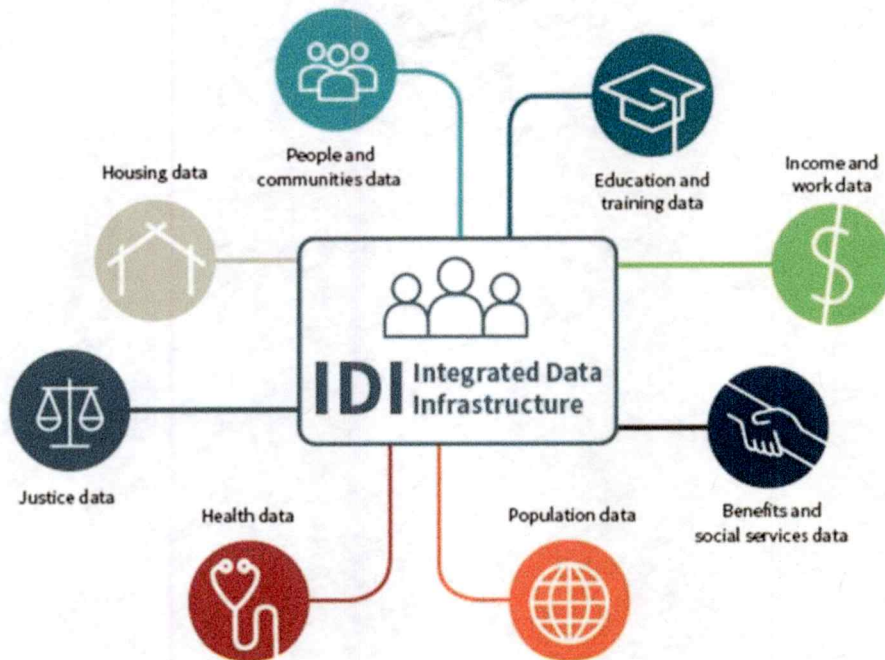 People and
communities data
Education and
training data
Housing data
Income and
work data
IDI Integrated Data
Infrastructure
Justice data
Benefits and
social services data
Health data
Population data